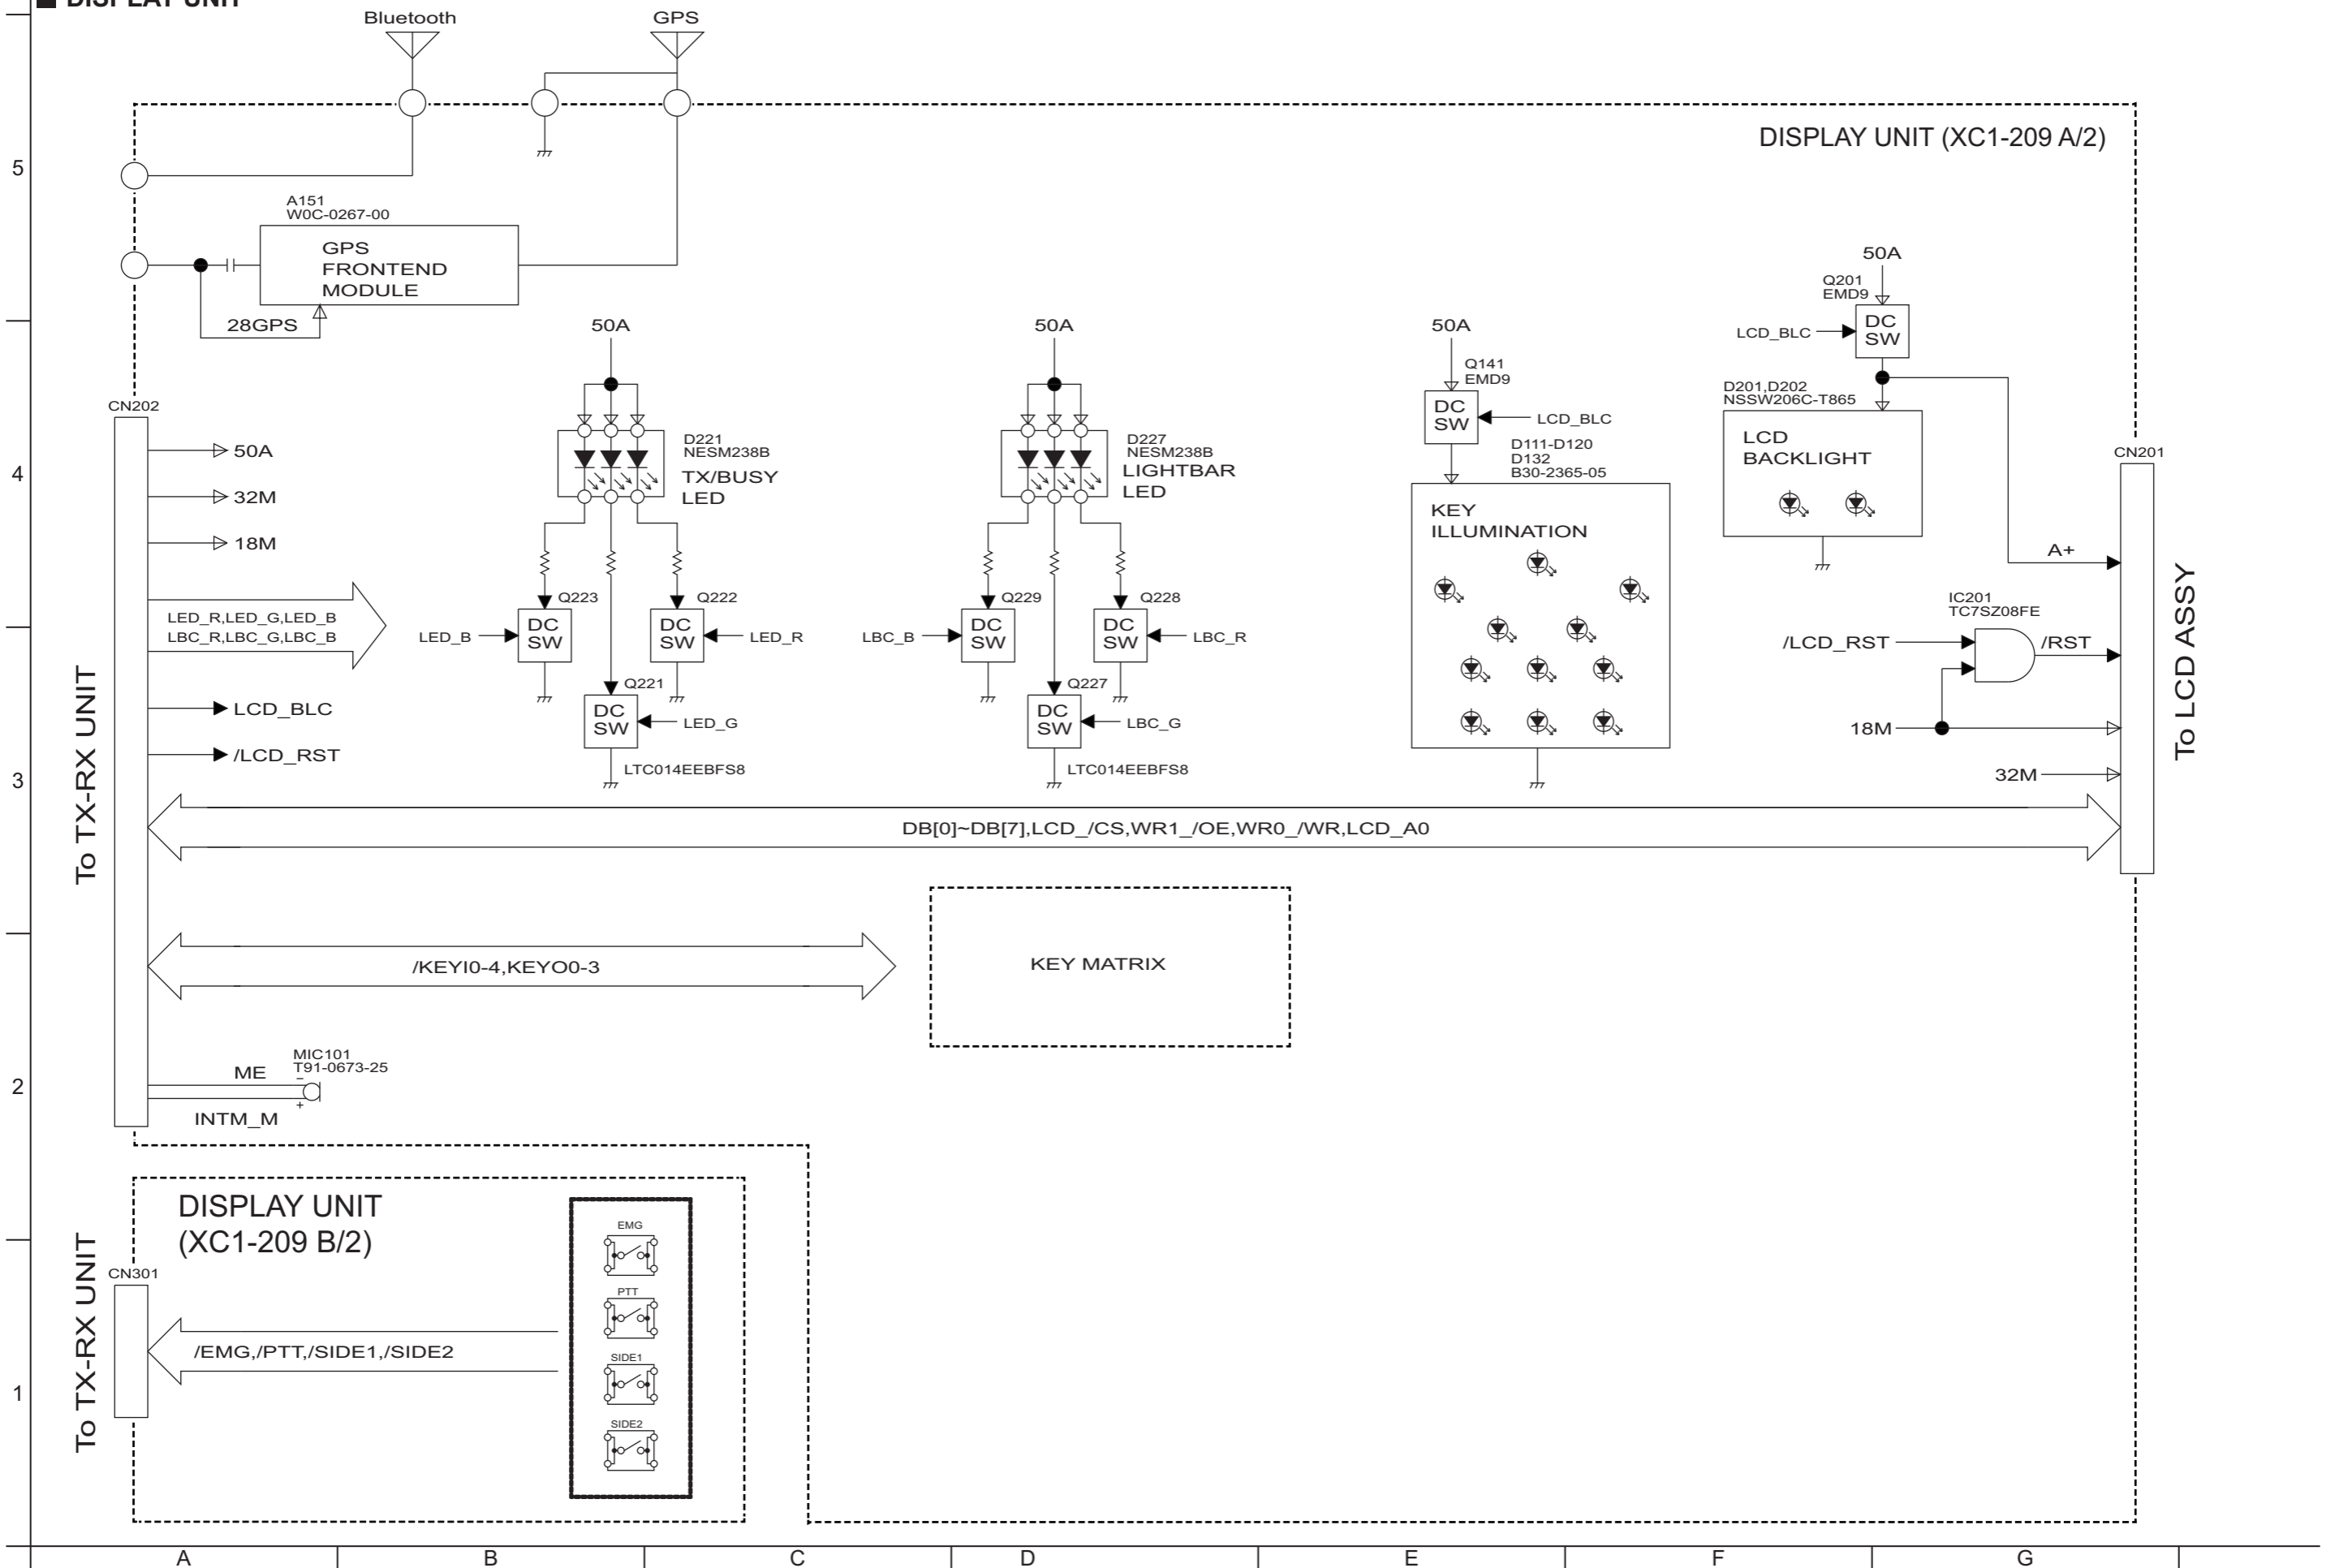 DISPLAY UNIT
Bluetooth
GPS
5
DISPLAY UNIT (XC1-209 A/2)
A151
W0C-0267-00
GPS
FRONTEND
MODULE
28GPS
50A
50A
50A
50A
Q201
EMD9
DC
SW
LCD_BLC
Q141
EMD9
DC
SW
LCD_BLC
D201,D202
NSSW206C-T865
LCD
BACKLIGHT
CN202
50A
32M
18M
4
D221
NESM238B
TX/BUSY
LED
D227
NESM238B
LIGHTBAR
LED
D111-D120
D132
B30-2365-05
KEY
ILLUMINATION
CN201
A+
LED_R,LED_G,LED_B
LBC_R,LBC_G,LBC_B
LED_B
Q223
DC
SW
Q222
DC
SW
LED_R
LBC_B
Q229
DC
SW
Q228
DC
SW
LBC_R
IC201
TC7SZ08FE
/LCD_RST
/RST
To LCD ASSY
To TX-RX UNIT
LCD_BLC
/LCD_RST
Q221
DC
SW
LED_G
LTC014EEBFS8
Q227
DC
SW
LBC_G
LTC014EEBFS8
18M
32M
3
DB[0]~DB[7],LCD_/CS,WR1_/OE,WR0_/WR,LCD_A0
/KEYI0-4,KEYO0-3
KEY MATRIX
2
MIC101
T91-0673-25
ME
−
+
INTM_M
DISPLAY UNIT
(XC1-209 B/2)
To TX-RX UNIT
CN301
EMG
PTT
/EMG,/PTT,/SIDE1,/SIDE2
SIDE1
1
SIDE2
A B C D E F G